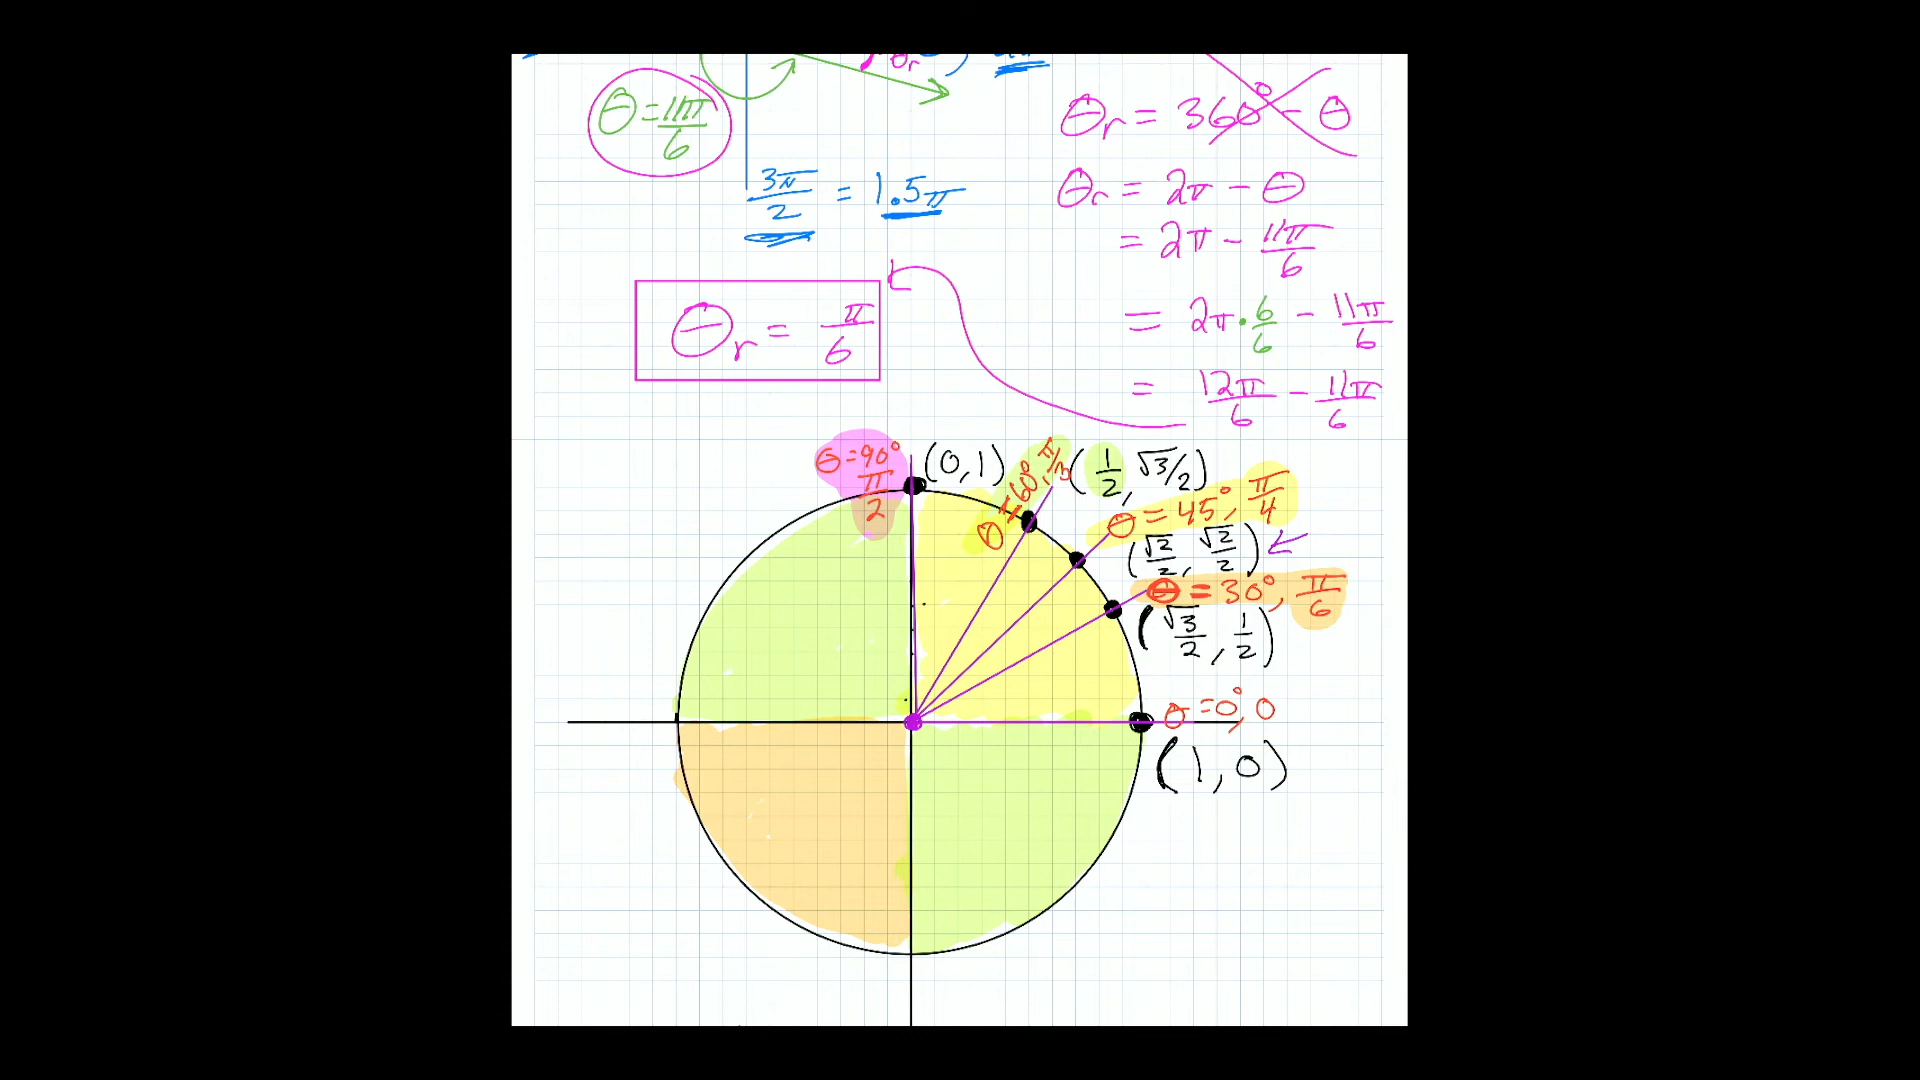 θr
θ = 11π/6
θr = 360° − θ
3π/2 = 1.5π
θr = 2π − θ
= 2π − 11π/6
θr = π/6
= 2π · 6/6 − 11π/6
= 12π/6 − 11π/6
θ = 90°
π/2
(0,1)
θ = 60°, π/3
(1/2, √3/2)
θ = 45°, π/4
(√2/2, √2/2)
θ = 30°, π/6
(√3/2, 1/2)
θ = 0°, 0
(1, 0)